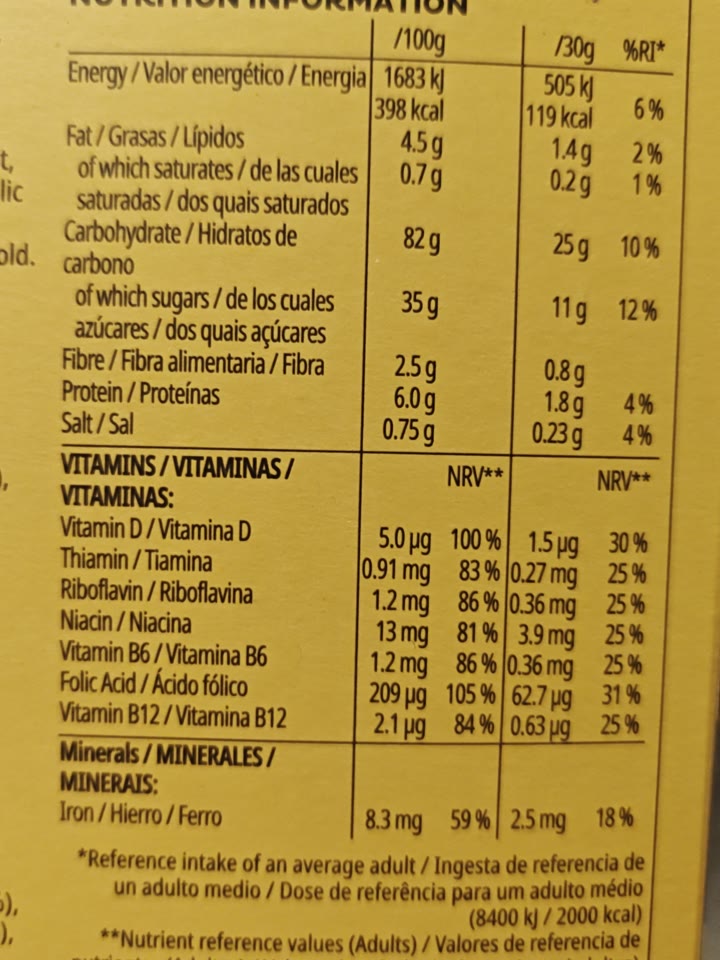 NUTRITION INFORMATION
/100g /30g %RI*
Energy / Valor energético / Energia 1683 kJ 505 kJ
398 kcal 119 kcal 6%
Fat / Grasas / Lípidos 4.5 g 1.4 g 2%
of which saturates / de las cuales 0.7 g 0.2 g 1%
saturadas / dos quais saturados
Carbohydrate / Hidratos de 82 g 25 g 10%
carbono
of which sugars / de los cuales 35 g 11 g 12%
azúcares / dos quais açúcares
Fibre / Fibra alimentaria / Fibra 2.5 g 0.8 g
Protein / Proteínas 6.0 g 1.8 g 4%
Salt / Sal 0.75 g 0.23 g 4%
VITAMINS / VITAMINAS / NRV** NRV**
VITAMINAS:
Vitamin D / Vitamina D 5.0 µg 100% 1.5 µg 30%
Thiamin / Tiamina 0.91 mg 83% 0.27 mg 25%
Riboflavin / Riboflavina 1.2 mg 86% 0.36 mg 25%
Niacin / Niacina 13 mg 81% 3.9 mg 25%
Vitamin B6 / Vitamina B6 1.2 mg 86% 0.36 mg 25%
Folic Acid / Ácido fólico 209 µg 105% 62.7 µg 31%
Vitamin B12 / Vitamina B12 2.1 µg 84% 0.63 µg 25%
Minerals / MINERALES /
MINERAIS:
Iron / Hierro / Ferro 8.3 mg 59% 2.5 mg 18%
*Reference intake of an average adult / Ingesta de referencia de
un adulto medio / Dose de referência para um adulto médio
(8400 kJ / 2000 kcal)
**Nutrient reference values (Adults) / Valores de referencia de